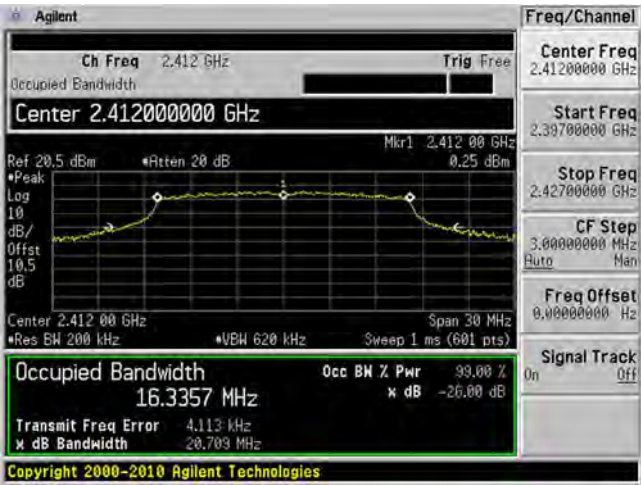 Agilent
Freq/Channel
Ch Freq 2.412 GHz Trig Free
Occupied Bandwidth
Center 2.412000000 GHz
Mkr1 2.412 00 GHz
Ref 20.5 dBm •Atten 20 dB 0.25 dBm
•Peak
Log
10
dB/
Offst
10.5
dB
1
Center 2.412 00 GHz Span 30 MHz
•Res BW 200 kHz •VBW 620 kHz Sweep 1 ms (601 pts)
Occupied Bandwidth
16.3357 MHz
Occ BW % Pwr 99.00 %
x dB -26.00 dB
Transmit Freq Error 4.113 kHz
x dB Bandwidth 20.709 MHz
Copyright 2000-2010 Agilent Technologies
Center Freq
2.41200000 GHz
Start Freq
2.39700000 GHz
Stop Freq
2.42700000 GHz
CF Step
3.00000000 MHz
Auto Man
Freq Offset
0.00000000 Hz
Signal Track
On Off